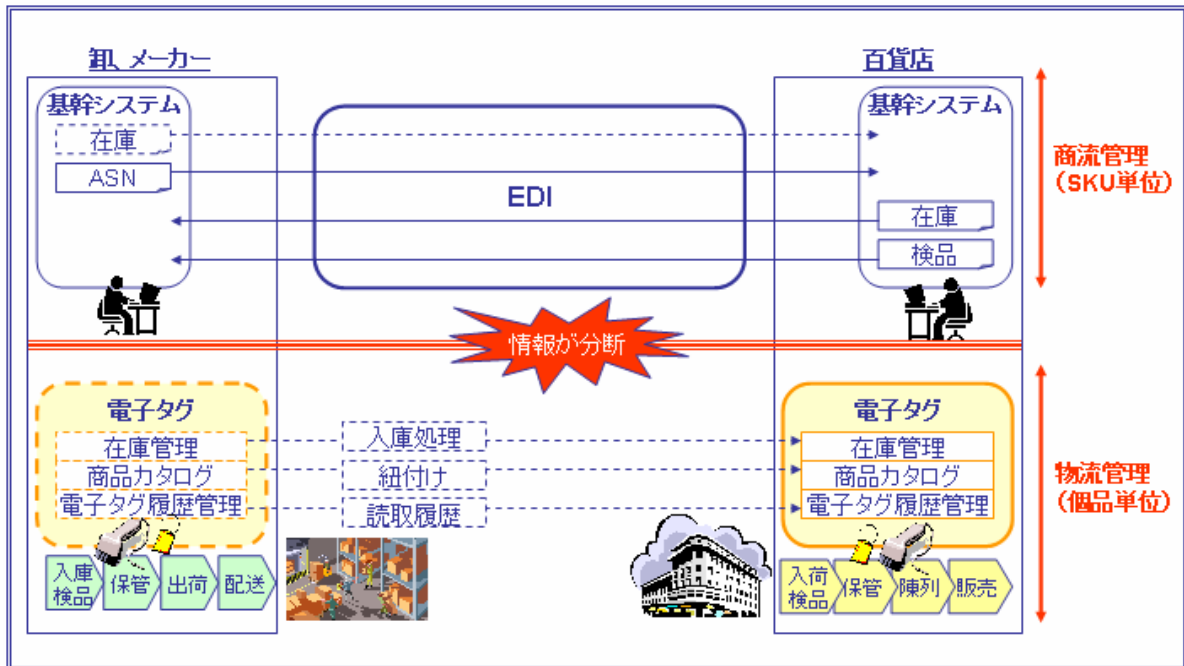 卸、メーカー
百貨店
基幹システム
在庫
ASN
EDI
基幹システム
在庫
検品
商流管理
(SKU単位)
情報が分断
電子タグ
在庫管理
商品カタログ
電子タグ履歴管理
入庫処理
紐付け
読取履歴
電子タグ
在庫管理
商品カタログ
電子タグ履歴管理
物流管理
(個品単位)
入庫
検品
保管
出荷
配送
入荷
検品
保管
陳列
販売